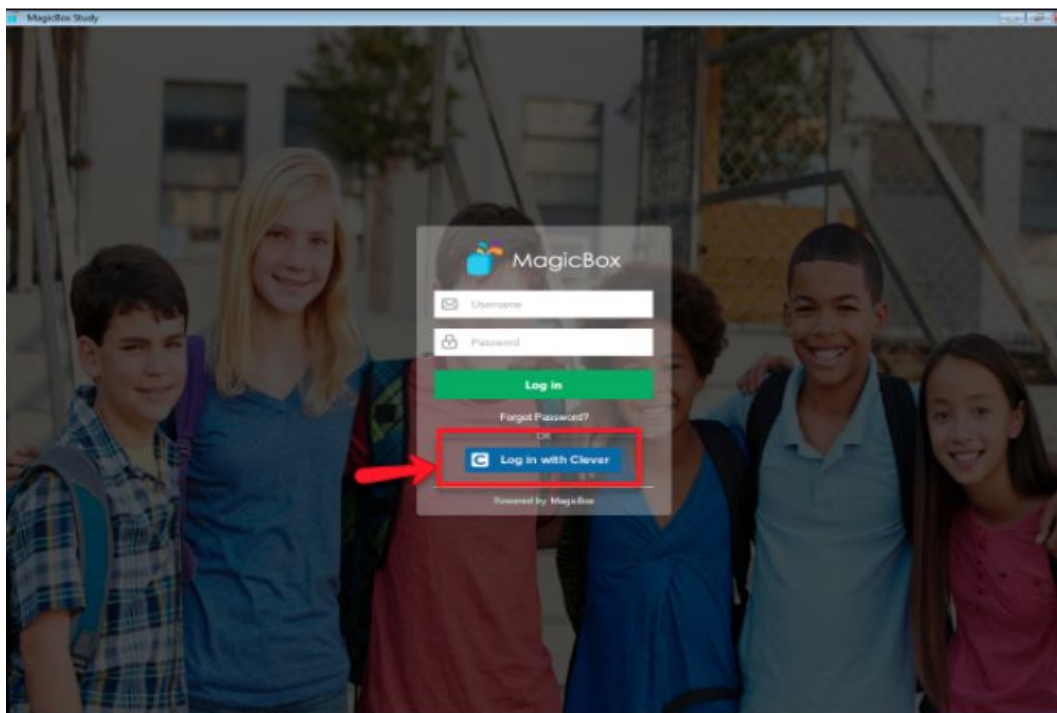 MagicBox Study
MagicBox
Username
Password
Log in
Forgot Password?
OR
C Log in with Clever
Powered by MagicBox